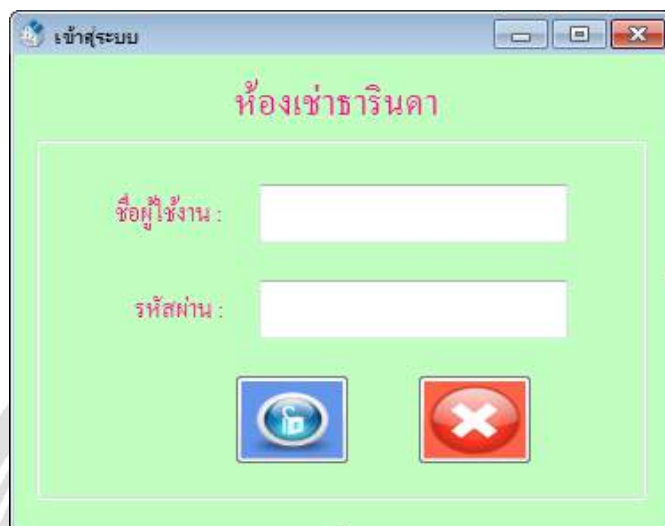 เข้าสู่ระบบ
ห้องเช่าธารินดา
ชื่อผู้ใช้งาน :
รหัสผ่าน :